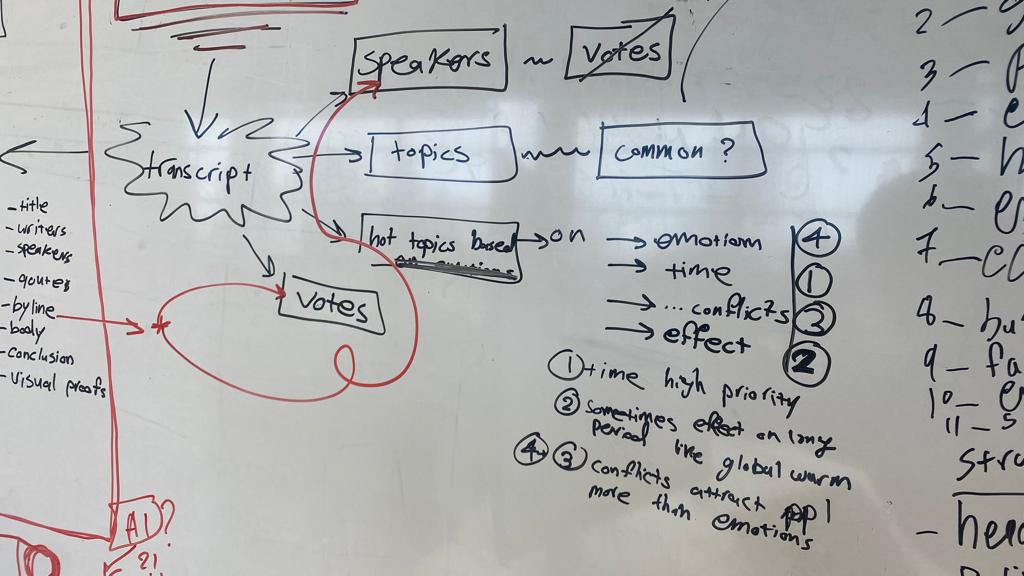 speakers ~ votes
transcript
topics
common ?
hot topics based
on
emotions
votes
→ emotion 4
→ time 1
→ ... conflicts 3
→ effect 2
- title
- writers
- speakers
- qoutes
- byline
- body
- conclusion
- Visual proofs
① time high priority
② sometimes effect on long
period like global warm
④ ③ conflicts attract ppl
more than emotions
AI?
?!
2 -
3 -
4 -
5 -
6 -
7 -
8 - bu
9 - fa
10 -
11 - s
stru
- head